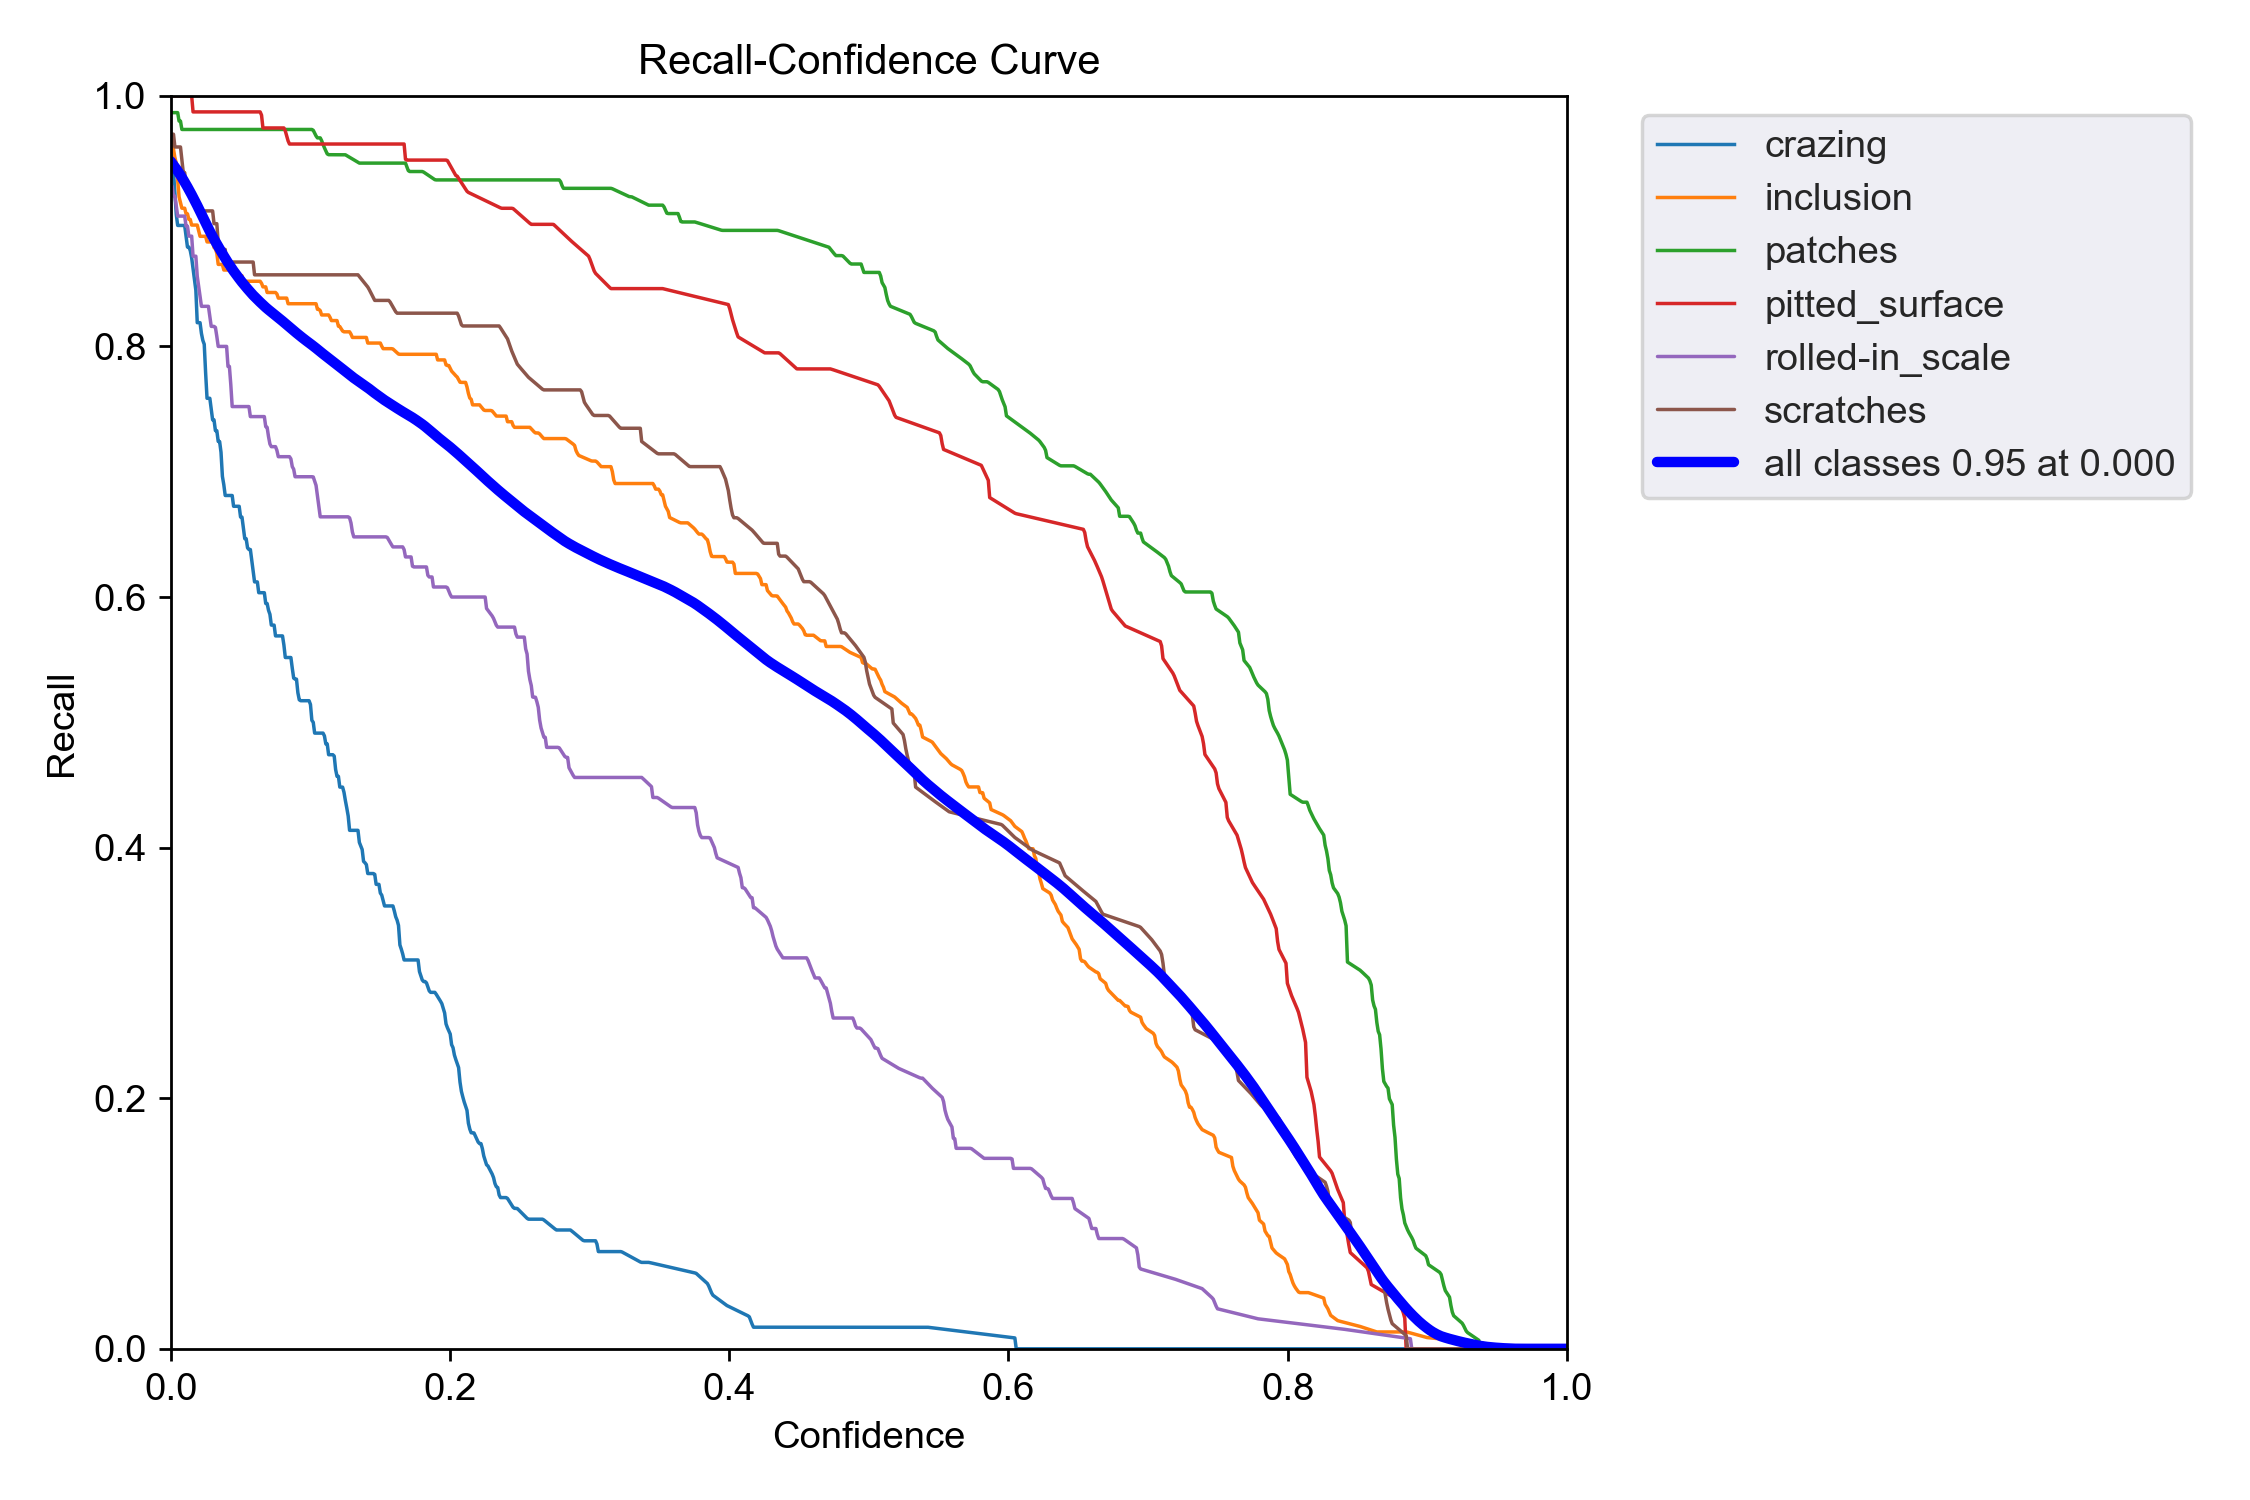 Recall-Confidence Curve
1.0
0.8
0.6
0.4
0.2
0.0
Recall
0.0 0.2 0.4 0.6 0.8 1.0
Confidence
crazing
inclusion
patches
pitted_surface
rolled-in_scale
scratches
all classes 0.95 at 0.000